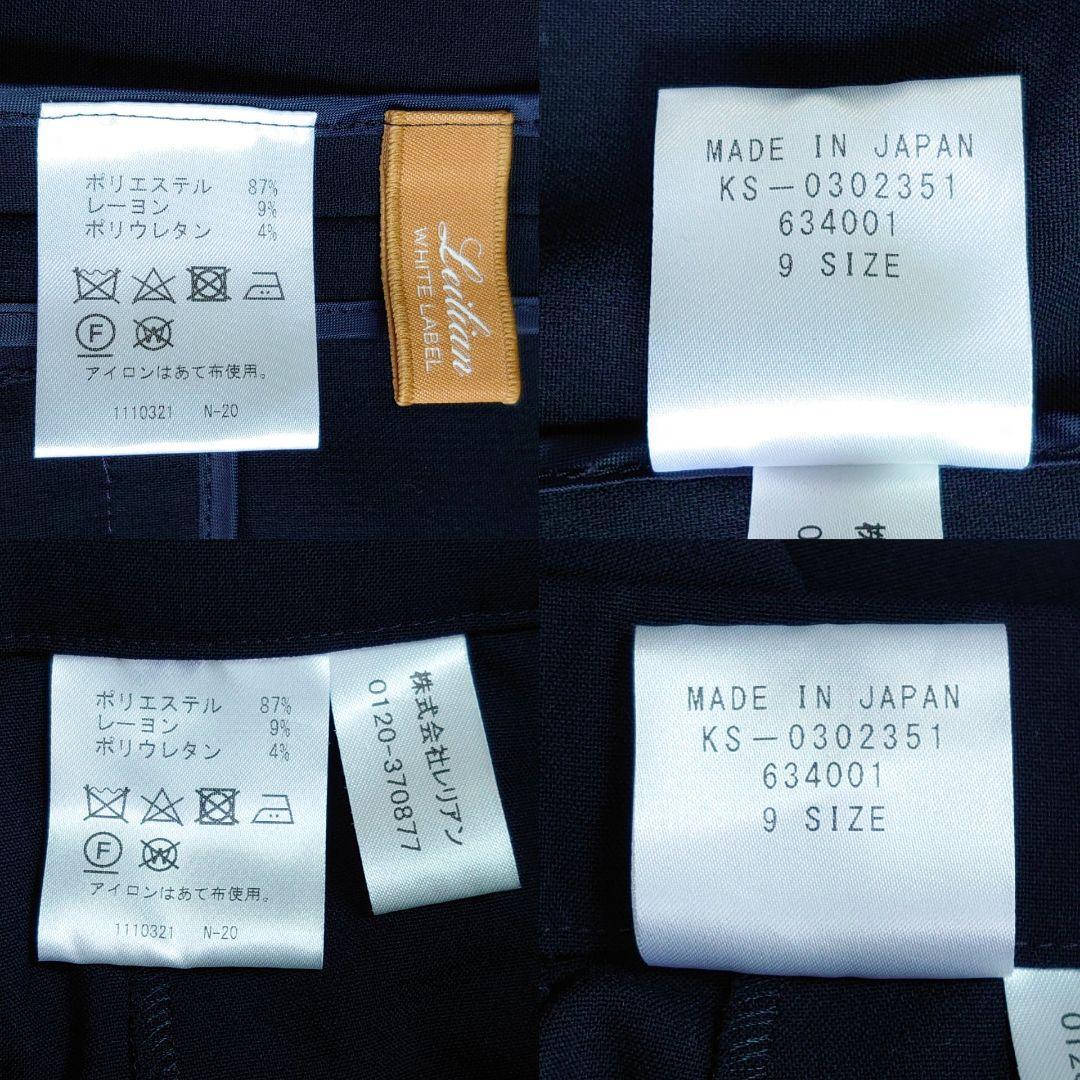 ポリエステル 87%
レーヨン 9%
ポリウレタン 4%
F
W
アイロンはあて布使用。
1110321 N-20
Leilian
WHITE LABEL
MADE IN JAPAN
KS-0302351
634001
9 SIZE
株
0
ポリエステル 87%
レーヨン 9%
ポリウレタン 4%
F
W
アイロンはあて布使用。
1110321 N-20
株式会社レリアン
0120-370877
MADE IN JAPAN
KS-0302351
634001
9 SIZE
012